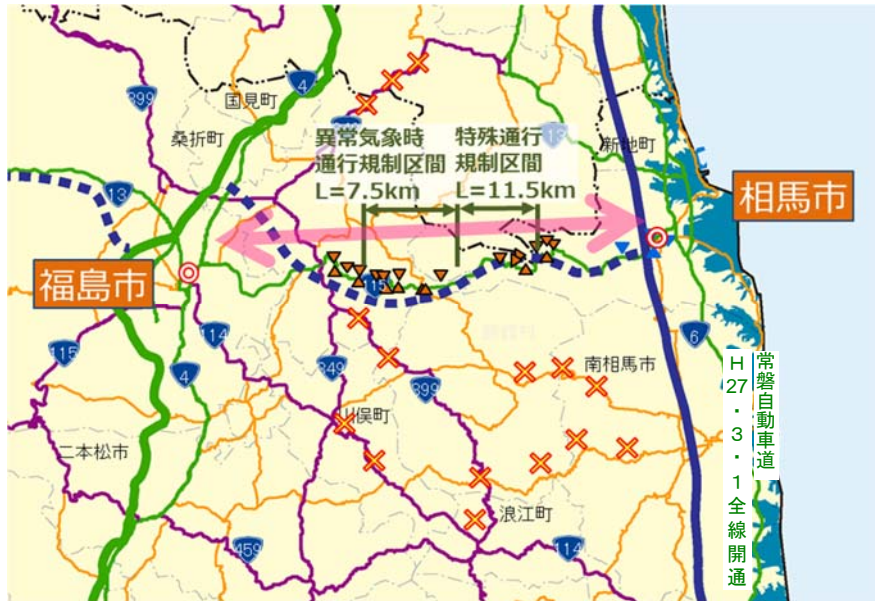 399
4
国見町
桑折町
異常気象時
通行規制区間
L=7.5km
特殊通行
規制区間
L=11.5km
13
新地町
相馬市
13
福島市
115
114
115
4
349
399
6
南相馬市
川俣町
二本松市
浪江町
459
114
常磐自動車道
H27・3・1全線開通